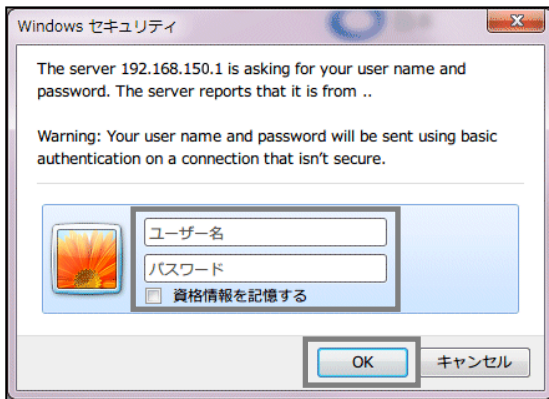 Windows セキュリティ
The server 192.168.150.1 is asking for your user name and
password. The server reports that it is from ..
Warning: Your user name and password will be sent using basic
authentication on a connection that isn't secure.
ユーザー名
パスワード
資格情報を記憶する
OK キャンセル